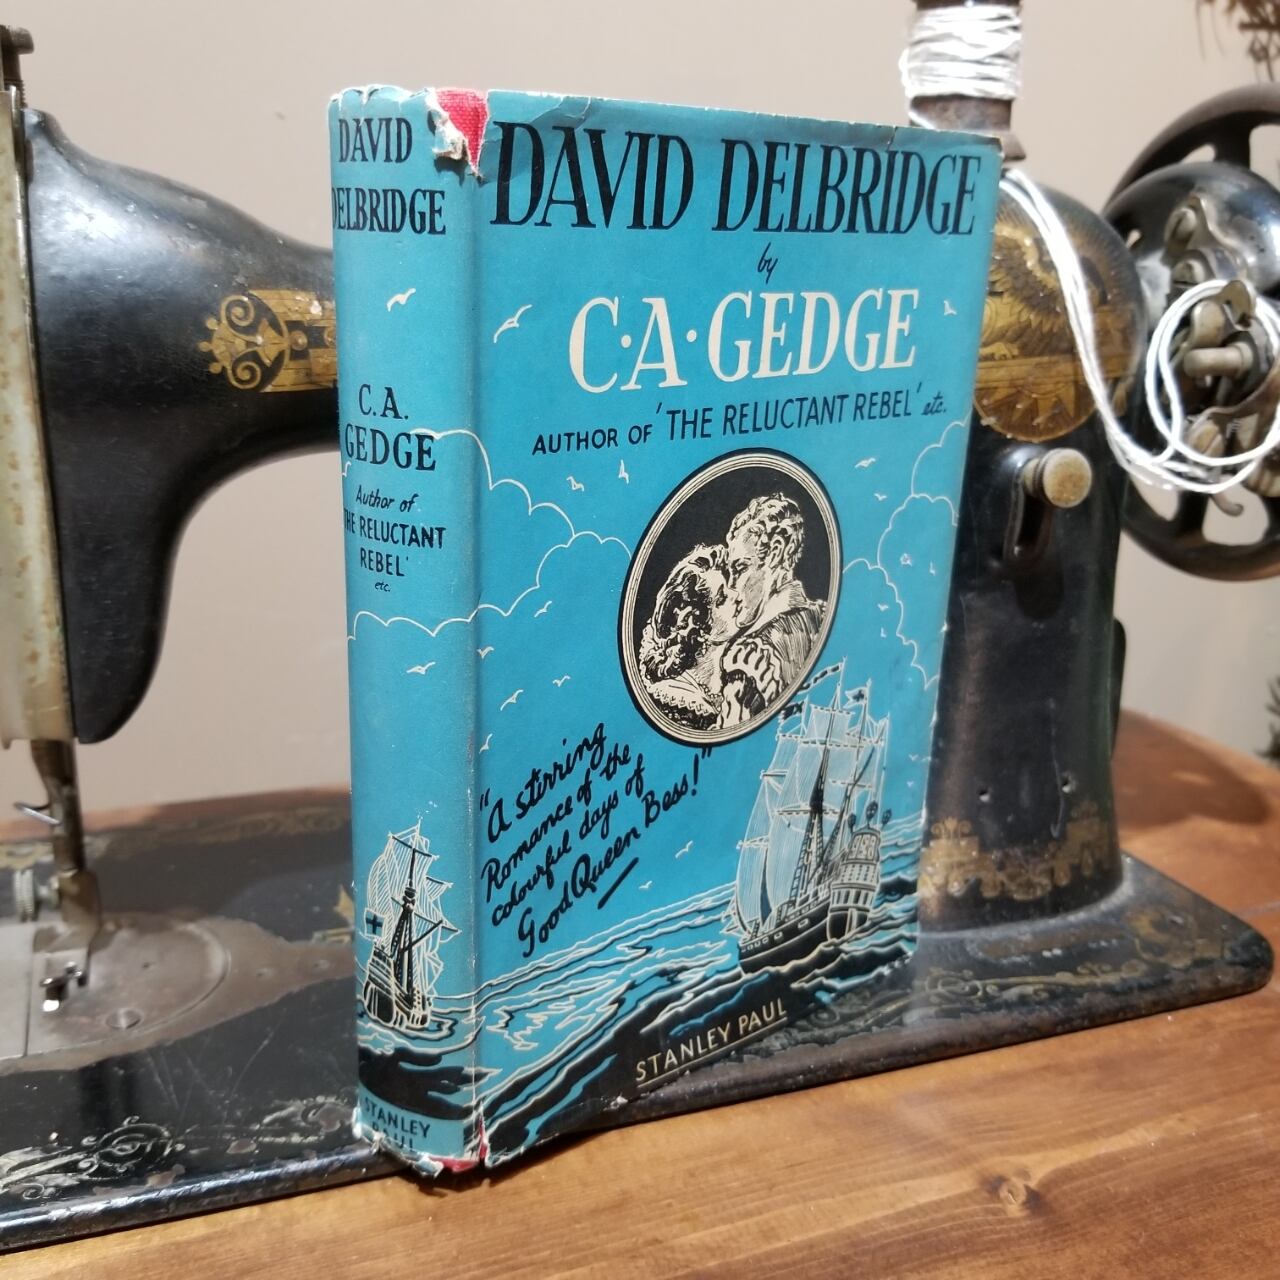 DAVID
DELBRIDGE
C.A.
GEDGE
Author of
'THE RELUCTANT
REBEL'
etc.
STANLEY
PAUL
DAVID DELBRIDGE
by
C·A·GEDGE
AUTHOR OF 'THE RELUCTANT REBEL' etc.
"A stirring
Romance of the
colourful days of
Good Queen Bess!"
STANLEY PAUL